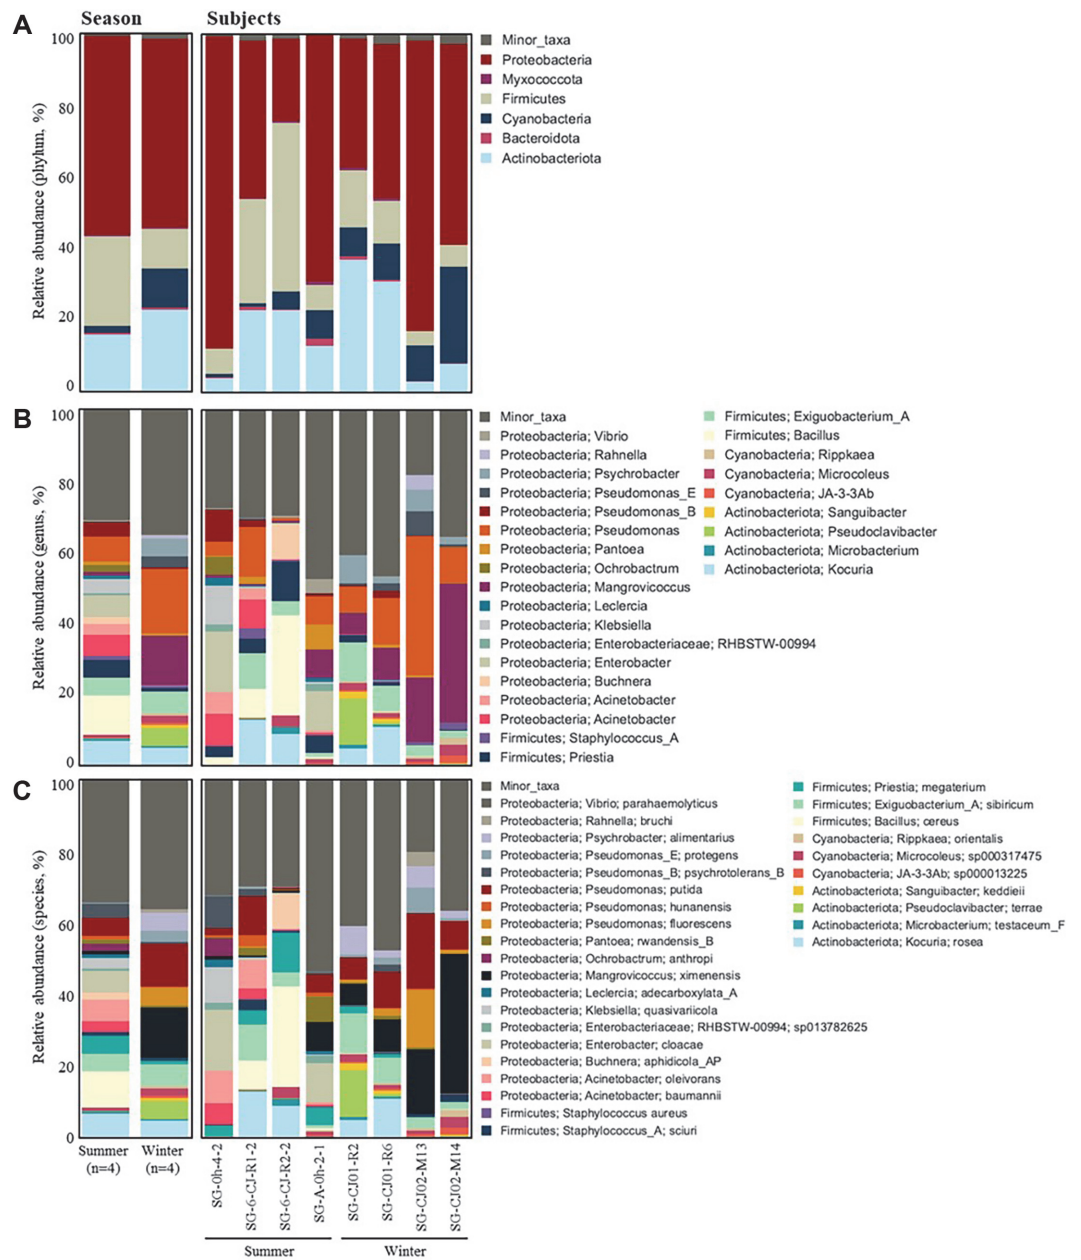 A
Season
Subjects
Relative abundance (phylum, %)
100
80
60
40
20
0
Minor_taxa
Proteobacteria
Myxococcota
Firmicutes
Cyanobacteria
Bacteroidota
Actinobacteriota
B
Relative abundance (genus, %)
100
80
60
40
20
0
Minor_taxa
Proteobacteria; Vibrio
Proteobacteria; Rahnella
Proteobacteria; Psychrobacter
Proteobacteria; Pseudomonas_E
Proteobacteria; Pseudomonas_B
Proteobacteria; Pseudomonas
Proteobacteria; Pantoea
Proteobacteria; Ochrobactrum
Proteobacteria; Mangrovicoccus
Proteobacteria; Leclercia
Proteobacteria; Klebsiella
Proteobacteria; Enterobacteriaceae; RHBSTW-00994
Proteobacteria; Enterobacter
Proteobacteria; Buchnera
Proteobacteria; Acinetobacter
Proteobacteria; Acinetobacter
Firmicutes; Staphylococcus_A
Firmicutes; Priestia
Firmicutes; Exiguobacterium_A
Firmicutes; Bacillus
Cyanobacteria; Rippkaea
Cyanobacteria; Microcoleus
Cyanobacteria; JA-3-3Ab
Actinobacteriota; Sanguibacter
Actinobacteriota; Pseudoclavibacter
Actinobacteriota; Microbacterium
Actinobacteriota; Kocuria
C
Relative abundance (species, %)
100
80
60
40
20
0
Minor_taxa
Proteobacteria; Vibrio; parahaemolyticus
Proteobacteria; Rahnella; bruchi
Proteobacteria; Psychrobacter; alimentarius
Proteobacteria; Pseudomonas_E; protegens
Proteobacteria; Pseudomonas_B; psychrotolerans_B
Proteobacteria; Pseudomonas; putida
Proteobacteria; Pseudomonas; hunanensis
Proteobacteria; Pseudomonas; fluorescens
Proteobacteria; Pantoea; rwandensis_B
Proteobacteria; Ochrobactrum; anthropi
Proteobacteria; Mangrovicoccus; ximenensis
Proteobacteria; Leclercia; adecarboxylata_A
Proteobacteria; Klebsiella; quasivariicola
Proteobacteria; Enterobacteriaceae; RHBSTW-00994; sp013782625
Proteobacteria; Enterobacter; cloacae
Proteobacteria; Buchnera; aphidicola_AP
Proteobacteria; Acinetobacter; oleivorans
Proteobacteria; Acinetobacter; baumannii
Firmicutes; Staphylococcus aureus
Firmicutes; Staphylococcus_A; sciuri
Firmicutes; Priestia; megaterium
Firmicutes; Exiguobacterium_A; sibiricum
Firmicutes; Bacillus; cereus
Cyanobacteria; Rippkaea; orientalis
Cyanobacteria; Microcoleus; sp000317475
Cyanobacteria; JA-3-3Ab; sp000013225
Actinobacteriota; Sanguibacter; keddieii
Actinobacteriota; Pseudoclavibacter; terrae
Actinobacteriota; Microbacterium; testaceum_F
Actinobacteriota; Kocuria; rosea
Summer
(n=4)
Winter
(n=4)
SG-0h-4-2
SG-6-CJ-R1-2
SG-6-CJ-R2-2
SG-A-0h-2-1
SG-CJ01-R2
SG-CJ01-R6
SG-CJ02-M13
SG-CJ02-M14
Summer
Winter